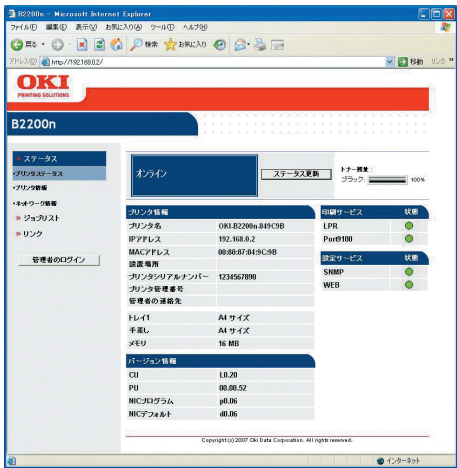 B2200n - Microsoft Internet Explorer
ファイル(F) 編集(E) 表示(V) お気に入り(A) ツール(T) ヘルプ(H)
戻る 検索 お気に入り
アドレス(D) http://192.168.0.2/ 移動 リンク »
OKI
PRINTING SOLUTIONS
B2200n
» ステータス
•プリンタステータス
•プリンタ情報
•ネットワーク情報
» ジョブリスト
» リンク
管理者のログイン
オンライン ステータス更新 トナー残量:
ブラック: 100%
プリンタ情報
プリンタ名 OKI-B2200n-849C9B
IPアドレス 192.168.0.2
MACアドレス 00:80:87:84:9C:9B
設置場所
プリンタシリアルナンバー 1234567890
プリンタ管理番号
管理者の連絡先
トレイ1 A4 サイズ
手差し A4 サイズ
メモリ 16 MB
バージョン情報
CU L0.20
PU 00.00.52
NICプログラム p0.06
NICデフォルト d0.06
印刷サービス 状態
LPR
Port9100
設定サービス 状態
SNMP
WEB
Copyright(c) 2007 Oki Data Corporation. All rights reserved.
インターネット